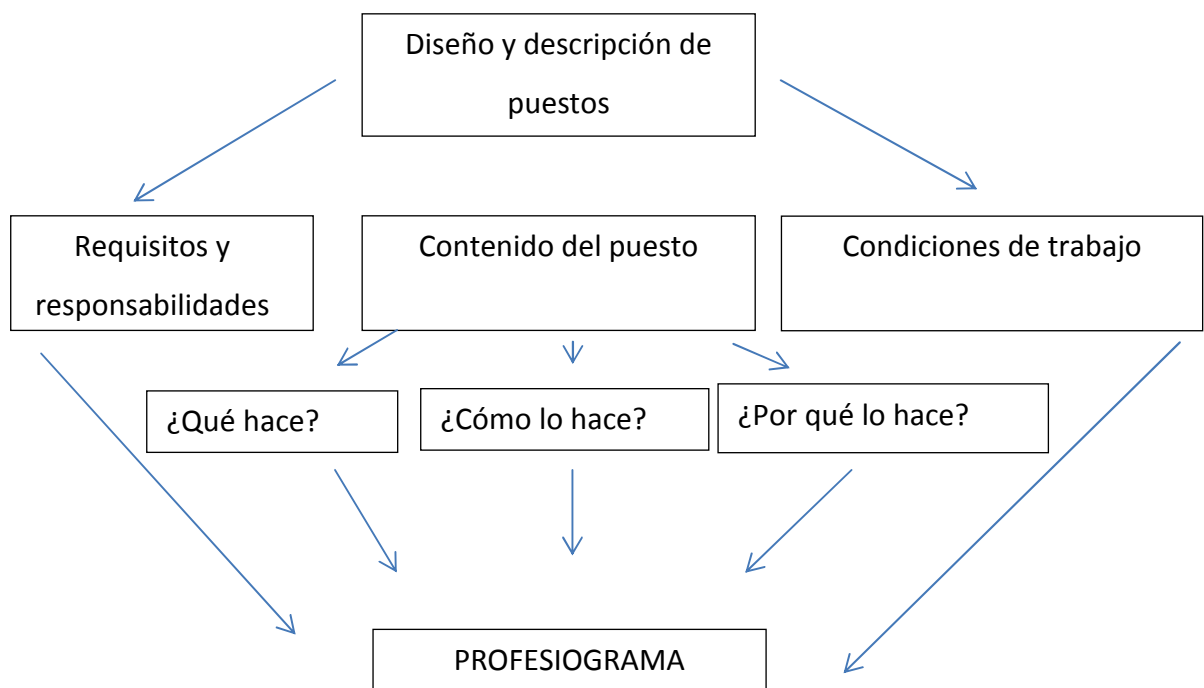 Diseño y descripción de
puestos
Requisitos y
responsabilidades
Contenido del puesto
Condiciones de trabajo
¿Qué hace?
¿Cómo lo hace?
¿Por qué lo hace?
PROFESIOGRAMA